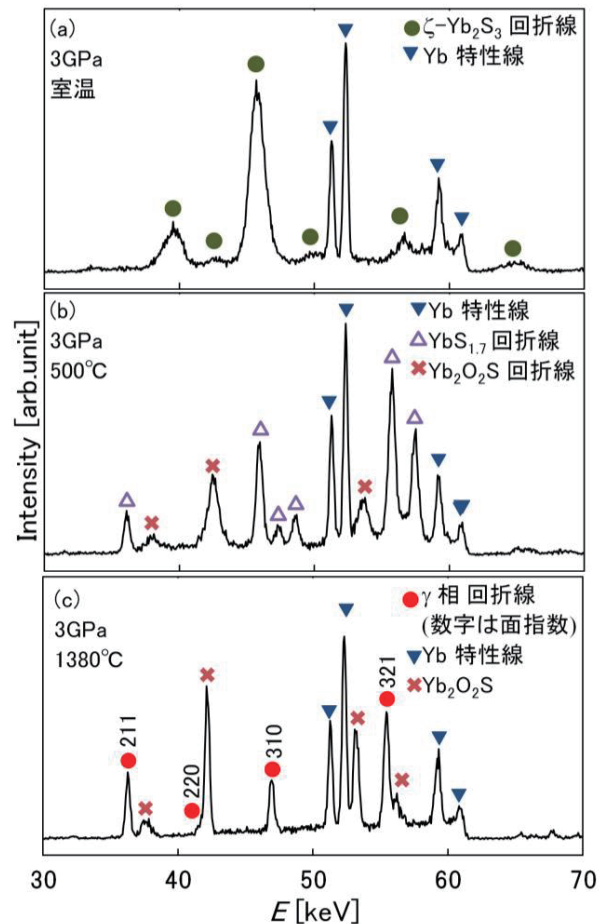 (a)
3GPa
室温
ζ-Yb₂S₃ 回折線
Yb 特性線
(b)
3GPa
500℃
Yb 特性線
YbS₁.₇ 回折線
Yb₂O₂S 回折線
Intensity [arb.unit]
(c)
3GPa
1380℃
γ 相 回折線
(数字は面指数)
Yb 特性線
Yb₂O₂S
211
220
310
321
30 40 50 60 70
E [keV]